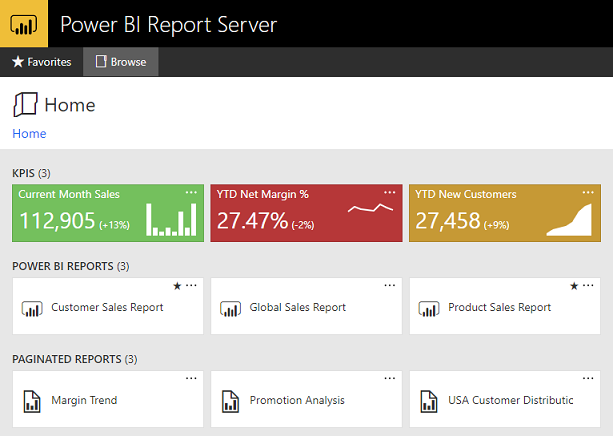 Power BI Report Server
Favorites Browse
Home
Home
KPIS (3)
Current Month Sales YTD Net Margin % YTD New Customers
112,905 (+13%) 27.47% (-2%) 27,458 (+9%)
POWER BI REPORTS (3)
Customer Sales Report Global Sales Report Product Sales Report
PAGINATED REPORTS (3)
Margin Trend Promotion Analysis USA Customer Distributic